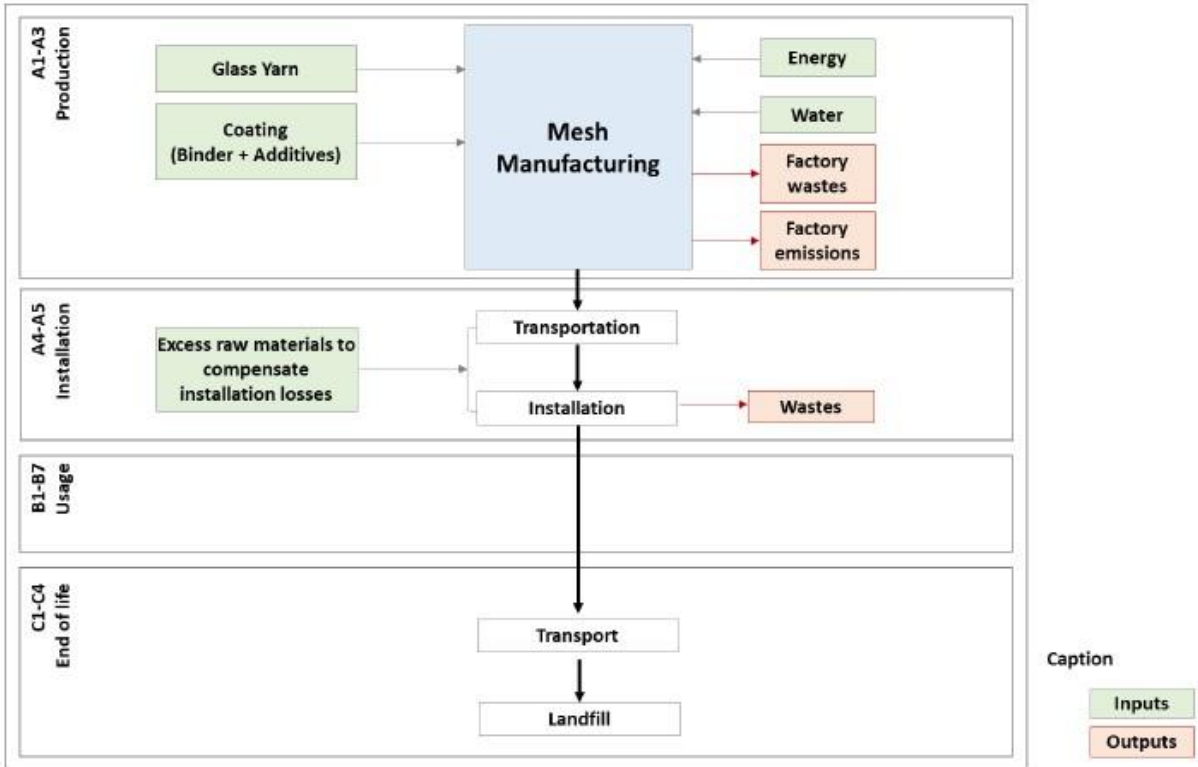 A1-A3
Production
Glass Yarn
Coating
(Binder + Additives)
Mesh
Manufacturing
Energy
Water
Factory
wastes
Factory
emissions
A4-A5
Installation
Excess raw materials to
compensate
installation losses
Transportation
Installation
Wastes
B1-B7
Usage
C1-C4
End of life
Transport
Landfill
Caption
Inputs
Outputs